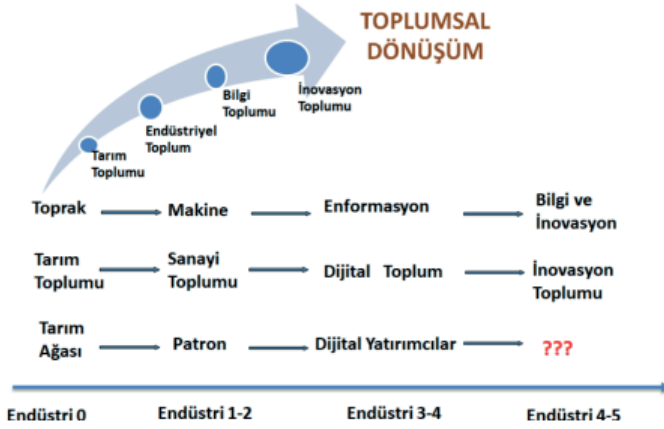 TOPLUMSAL
DÖNÜŞÜM
İnovasyon
Toplumu
Bilgi
Toplumu
Endüstriyel
Toplum
Tarım
Toplumu
Toprak
Makine
Enformasyon
Bilgi ve
İnovasyon
Tarım
Toplumu
Sanayi
Toplumu
Dijital Toplum
İnovasyon
Toplumu
Tarım
Ağası
Patron
Dijital Yatırımcılar
???
Endüstri 0
Endüstri 1-2
Endüstri 3-4
Endüstri 4-5